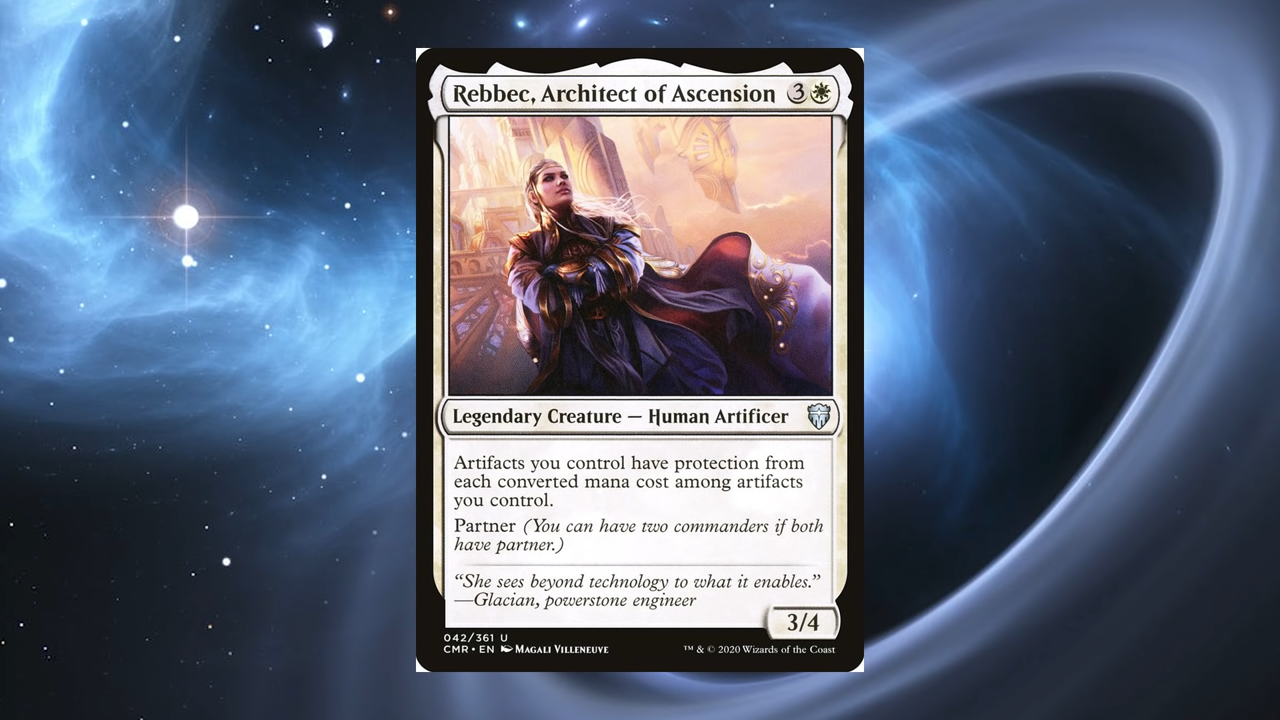 Rebbec, Architect of Ascension 3
Legendary Creature — Human Artificer
Artifacts you control have protection from
each converted mana cost among artifacts
you control.
Partner (You can have two commanders if both
have partner.)
“She sees beyond technology to what it enables.”
—Glacian, powerstone engineer
3/4
042/361 U
CMR • EN Magali Villeneuve ™ & © 2020 Wizards of the Coast